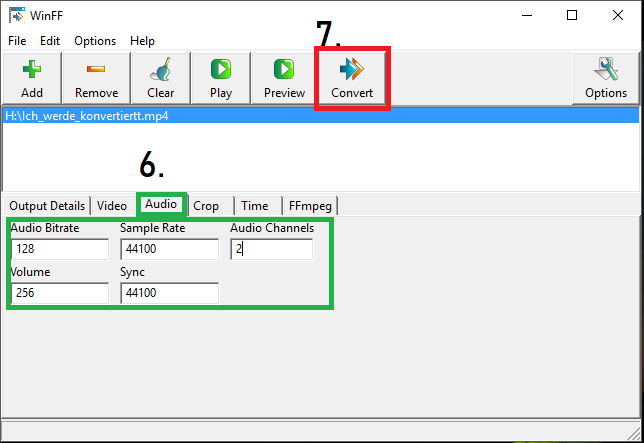 WinFF
7.
File Edit Options Help
Add Remove Clear Play Preview Convert Options
H:\Ich_werde_konvertiertt.mp4
6.
Output Details Video Audio Crop Time FFmpeg
Audio Bitrate Sample Rate Audio Channels
128 44100 2
Volume Sync
256 44100